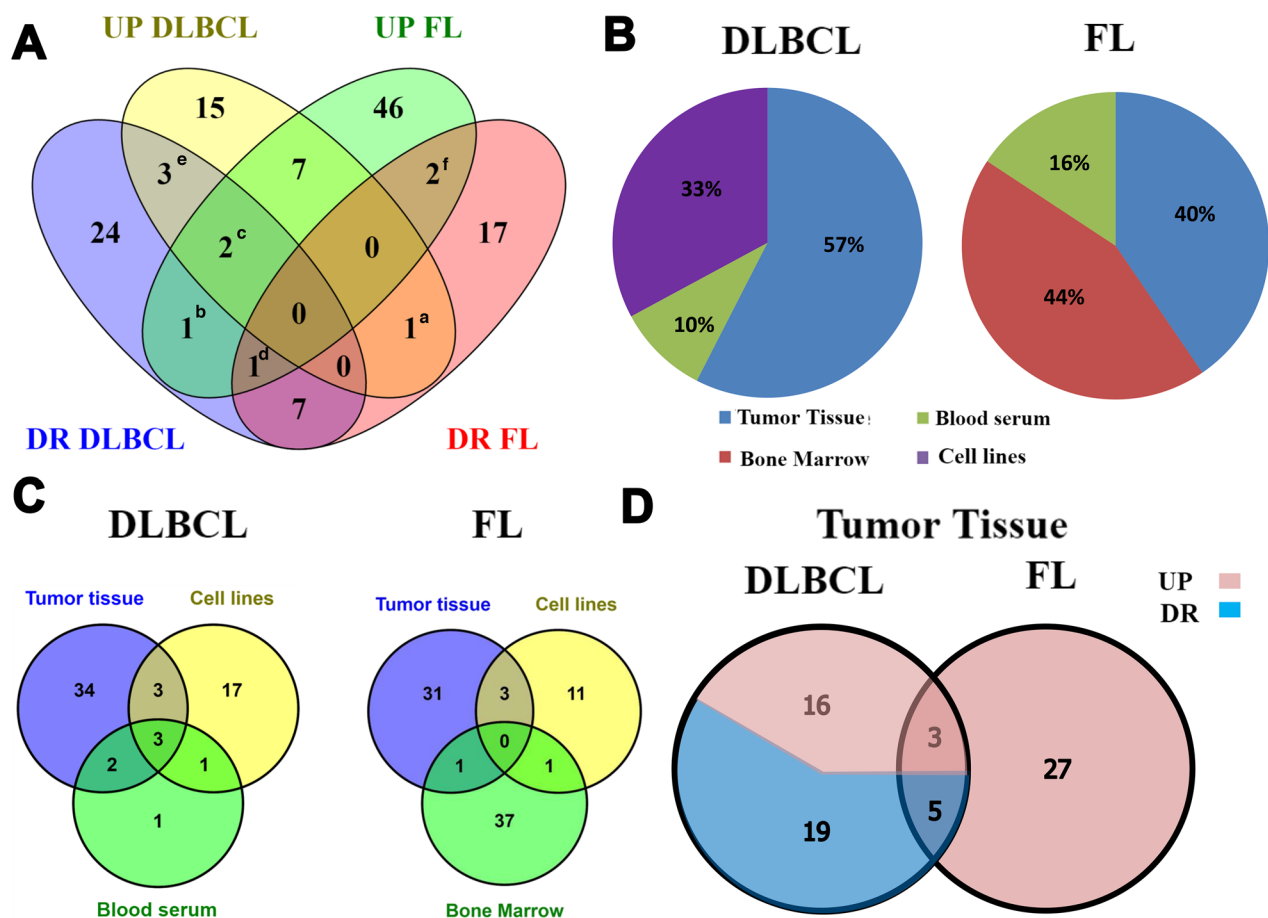 A
UP DLBCL
UP FL
15
46
3e
7
2f
24
2c
0
17
1b
0
1a
1d
0
7
DR DLBCL
DR FL
B
DLBCL
FL
33%
57%
10%
16%
40%
44%
Tumor Tissue
Blood serum
Bone Marrow
Cell lines
C
DLBCL
Tumor tissue
Cell lines
34
3
17
3
2
1
1
Blood serum
FL
Tumor tissue
Cell lines
31
3
11
0
1
1
37
Bone Marrow
D
Tumor Tissue
DLBCL
FL
UP
DR
16
3
27
19
5